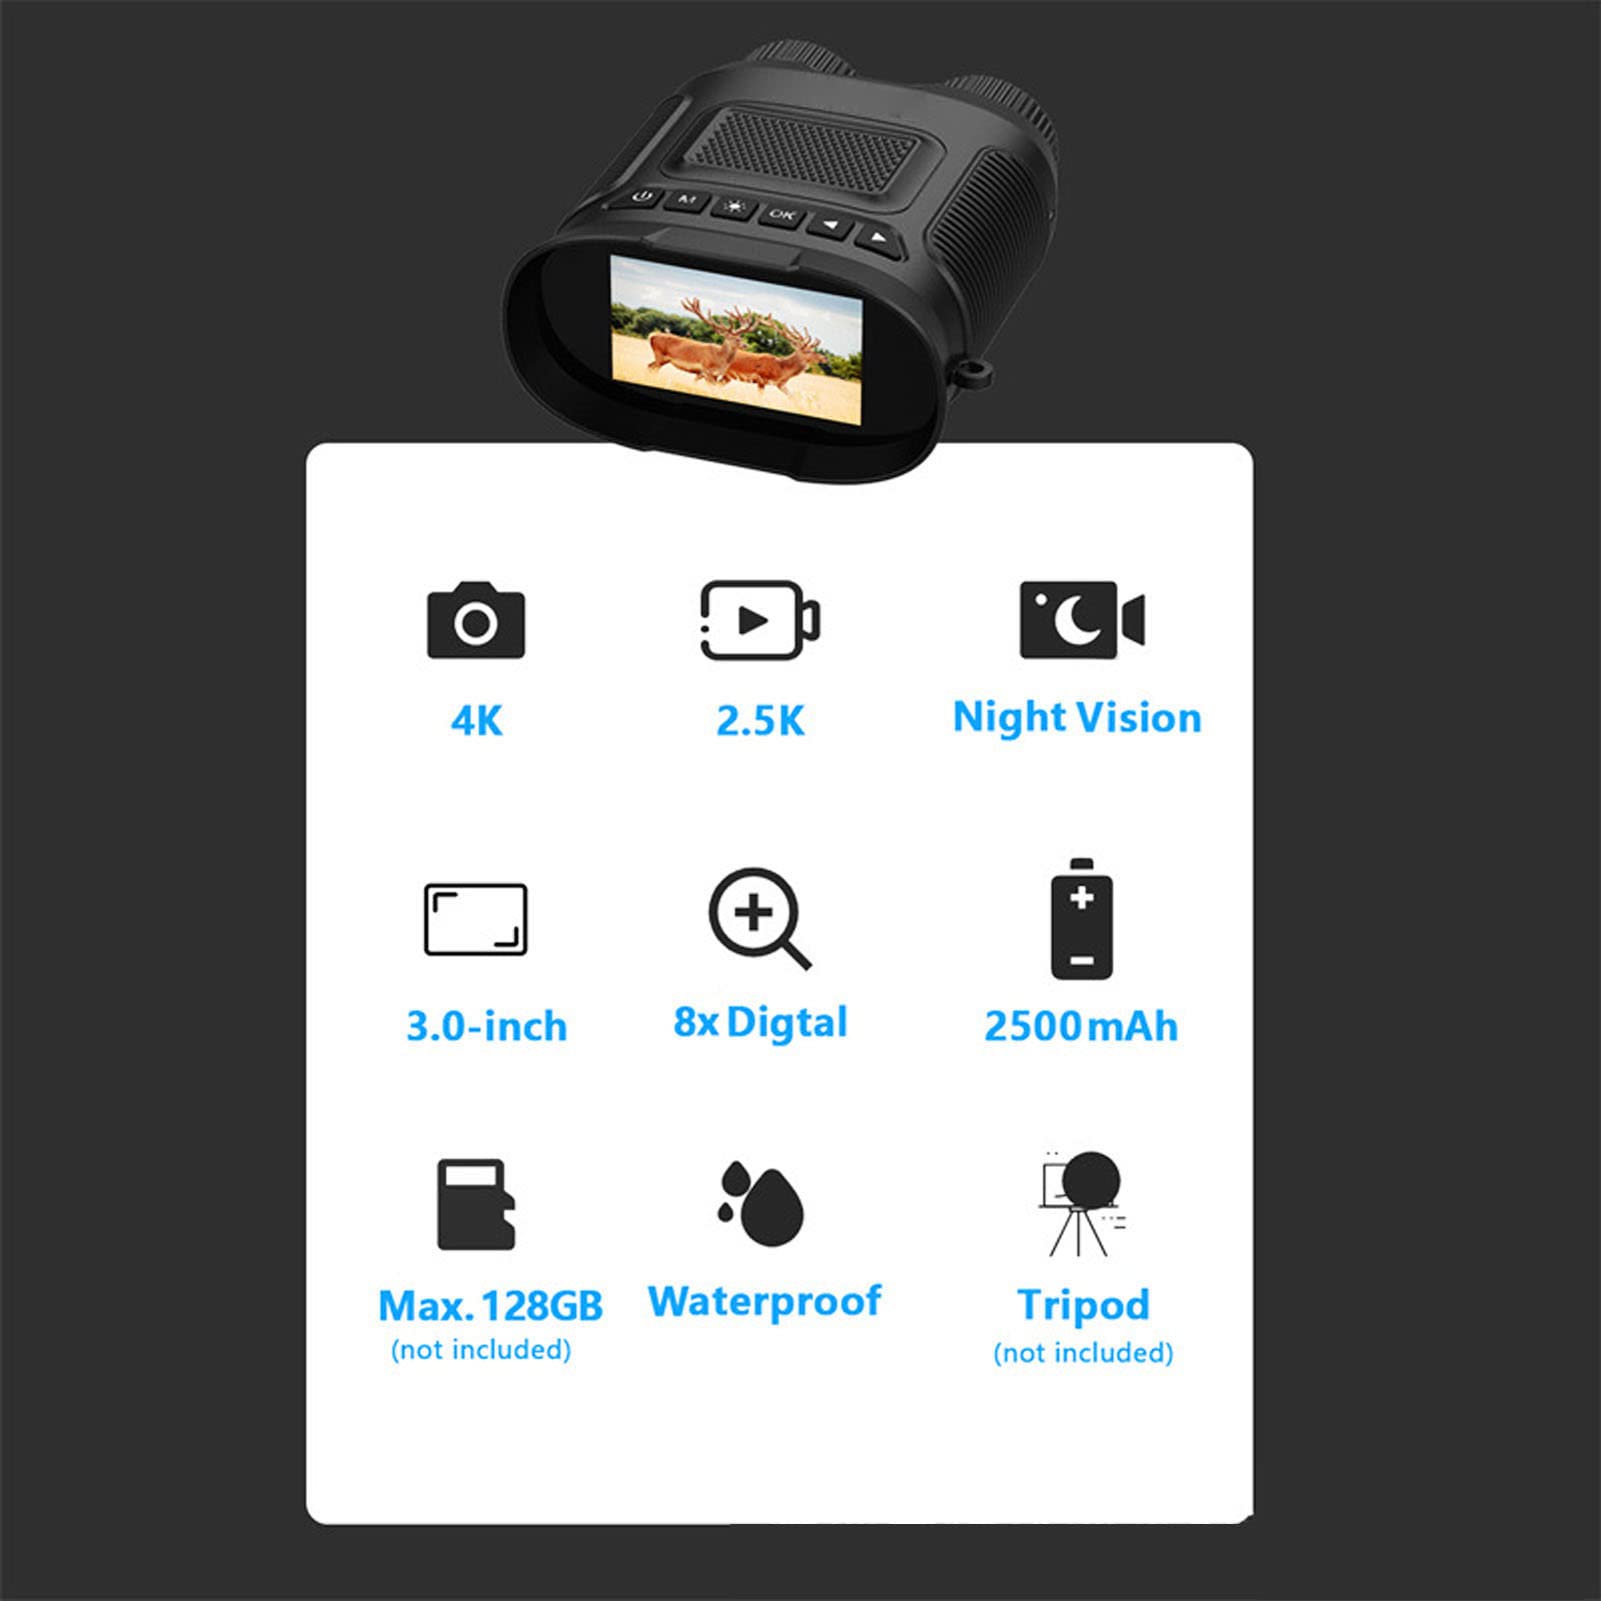 M
OK
4K
2.5K
Night Vision
3.0-inch
8x Digtal
2500mAh
Max. 128GB
(not included)
Waterproof
Tripod
(not included)